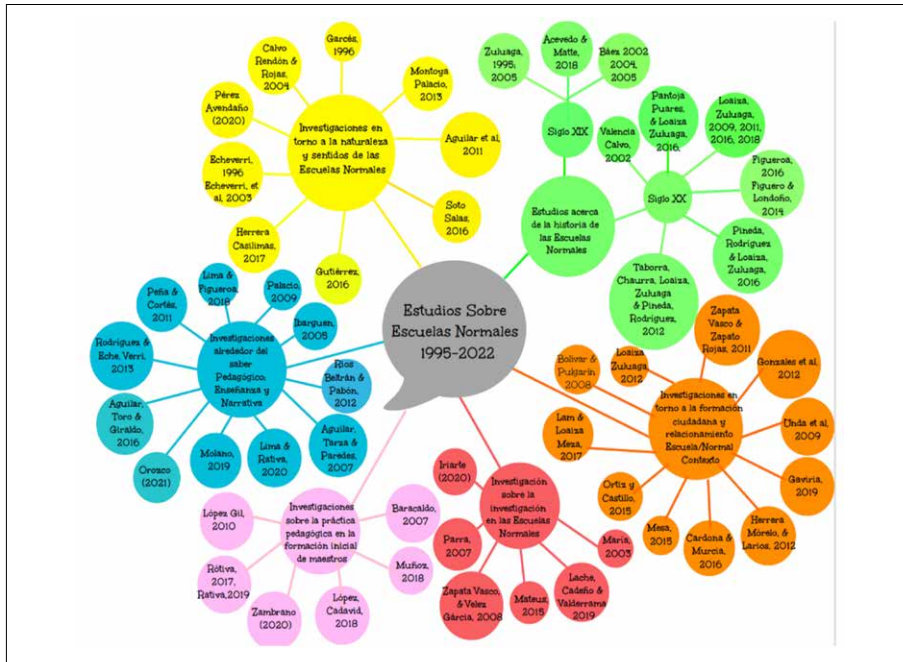 Estudios Sobre
Escuelas Normales
1995-2022
Investigaciones en
torno a la naturaleza
y sentidos de las
Escuelas Normales
Garcés,
1996
Calvo
Rendón & Rojas,
2004
Pérez
Avendaño
(2020)
Echeverri,
1996
Echeverri, et
al, 2003
Herrera
Casilimas,
2017
Gutiérrez,
2016
Soto
Salas,
2016
Aguilar et al,
2011
Montoya
Palacio,
2013
Estudios acerca
de la historia de
las Escuelas
Normales
Siglo XIX
Zuluaga,
1995;
2005
Acevedo &
Matte,
2018
Báez 2002
2004,
2005
Siglo XX
Valencia
Calvo,
2002
Pantoja
Puares, &
Loaiza
Zuluaga,
2016,
Loaiza,
Zuluaga,
2009, 2011,
2016, 2018
Figueroa,
2016
Figuero &
Londoño,
2014
Pineda,
Rodríguez
& Loaiza,
Zuluaga,
2016
Taborra,
Chaurra, Loaiza,
Zuluaga &
Pineda,
Rodriguez,
2012
Investigaciones
en torno a la formación
ciudadana y
relacionamiento
Escuela/Normal
Contexto
Bolivar &
Pulgarin
2008
Loaiza
Zuluaga,
2012
Zapata
Vasco &
Zapato
Rojas, 2011
Gonzales et al,
2012
Unda et al,
2009
Gaviria,
2019
Herrera
Mórelo, &
Larios, 2012
Cardona &
Murcia,
2016
Mesa,
2015
Ortiz y
Castillo,
2015
Lam &
Loaiza
Meza,
2017
Investigación
sobre la
investigación
en las Escuelas
Normales
Iriarte
(2020)
Parra,
2007
Zapata Vasco,
& Velez
Gárcia, 2008
Mateus,
2015
Lache,
Cadeño &
Valderrama
2019
María,
2003
Investigaciones
sobre la práctica
pedagógica en la
formación inicial
de maestros
Baracaldo,
2007
Muñoz,
2018
López,
Cadavid,
2018
Zambrano
(2020)
Rótiva,
2017,
Rativa,2019
López Gil,
2010
Investigaciones
alrededor del
saber
Pedagógico;
Enseñanza y
Narrativa
Peña &
Cortés,
2011
Lima &
Figueroa,
2018
Palacio,
2009
Ibarguen,
2005
Ríos
Beltrán &
Pabón,
2012
Aguilar,
Tarza &
Paredes,
2007
Lima &
Rativa,
2020
Molano,
2019
Orozco
(2021)
Aguilar,
Toro &
Giraldo,
2016
Rodriguez &
Eche, Verri,
2013